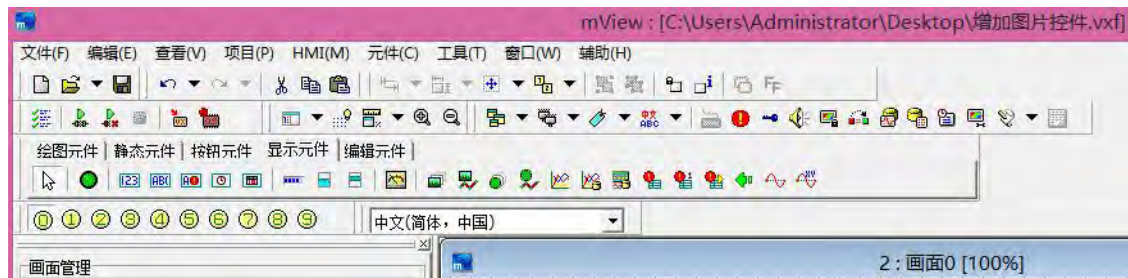 mView : [C:\Users\Administrator\Desktop\增加图片控件.vxf]
文件(F) 编辑(E) 查看(V) 项目(P) HMI(M) 元件(C) 工具(T) 窗口(W) 辅助(H)
中文 ABC
绘图元件 静态元件 按钮元件 显示元件 编辑元件
123 ABC
0 1 2 3 4 5 6 7 8 9 中文(简体，中国)
画面管理 2 : 画面0 [100%]